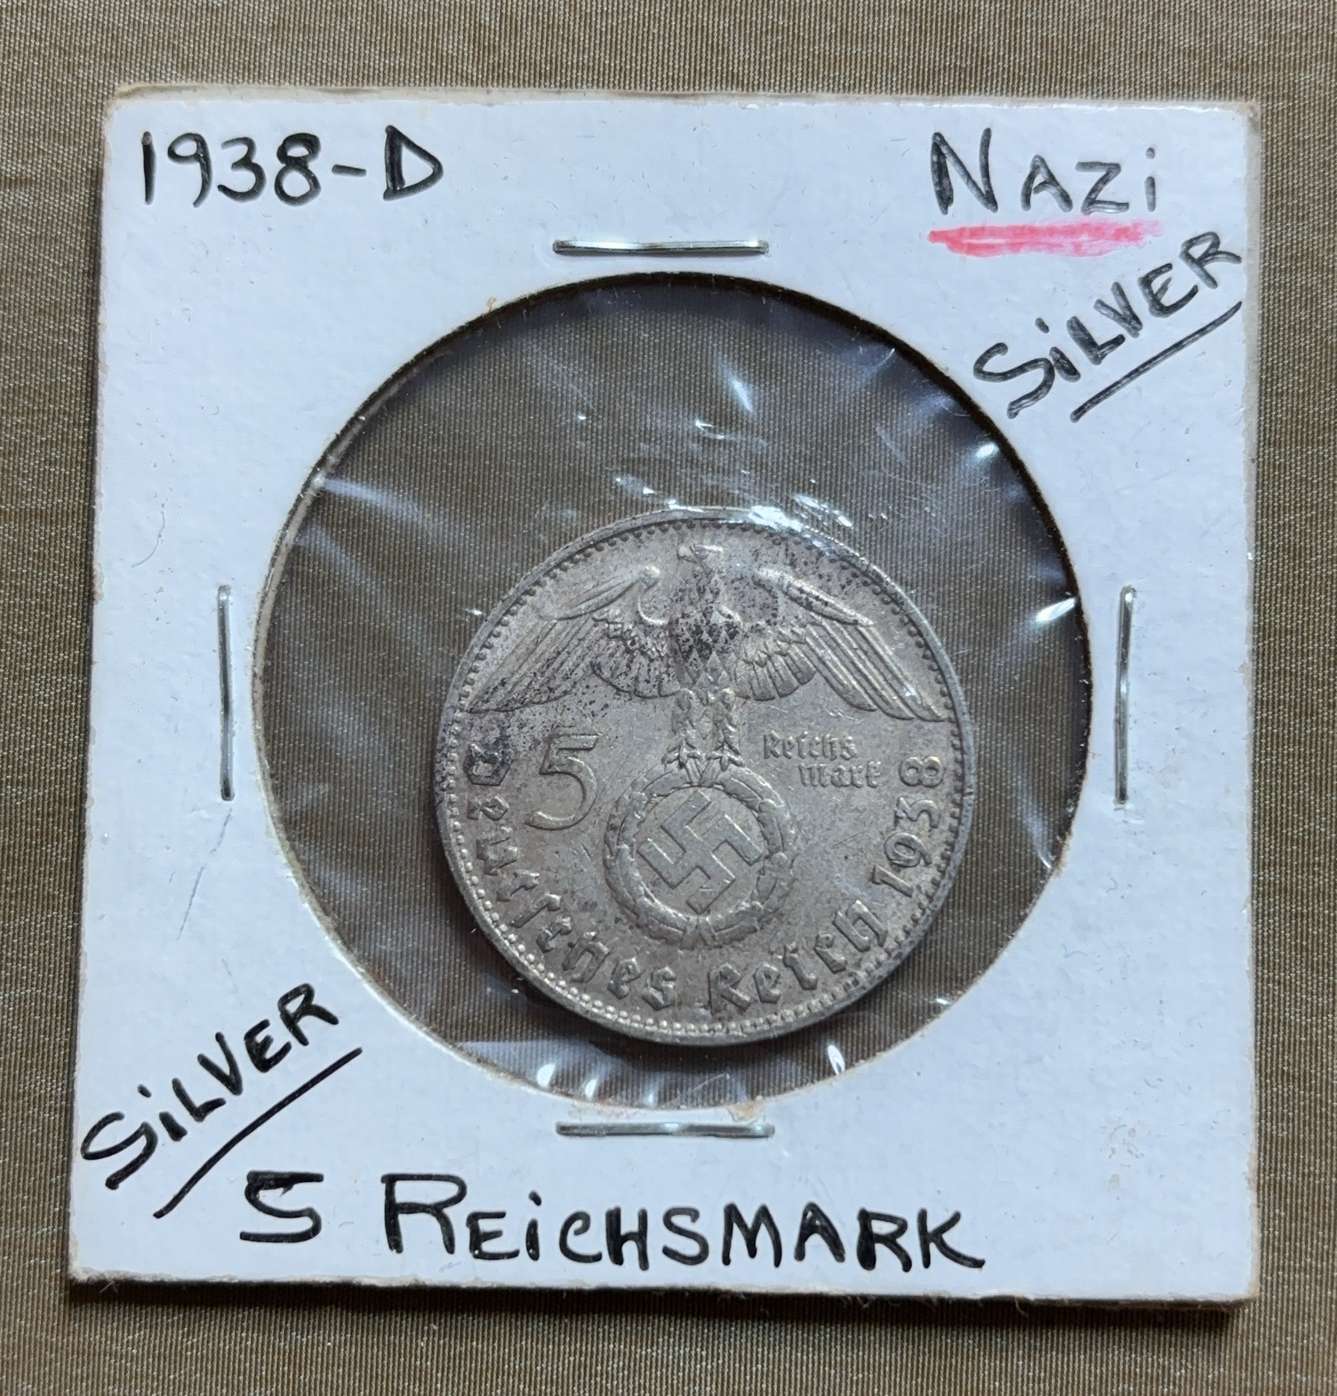 1938-D
NAZi
SiLVER
5
Reichs
mark
Deutsches Reich 1938
SiLVER
5 REiCHSMARK